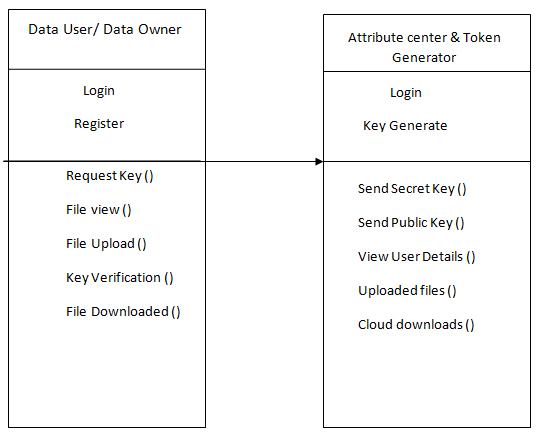 Data User/ Data Owner
Login
Register
Request Key ()
File view ()
File Upload ()
Key Verification ()
File Downloaded ()
Attribute center & Token
Generator
Login
Key Generate
Send Secret Key ()
Send Public Key ()
View User Details ()
Uploaded files ()
Cloud downloads ()